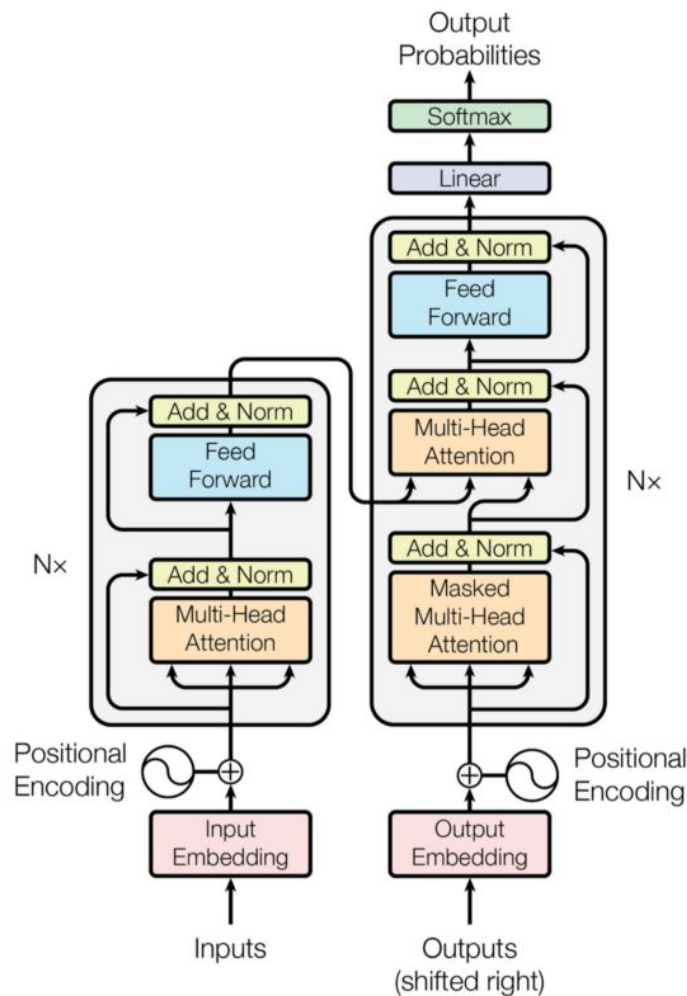 Output
Probabilities
Softmax
Linear
Add & Norm
Feed
Forward
Add & Norm
Multi-Head
Attention
Add & Norm
Masked
Multi-Head
Attention
Nx
Add & Norm
Feed
Forward
Add & Norm
Multi-Head
Attention
Nx
Positional
Encoding
Positional
Encoding
Input
Embedding
Output
Embedding
Inputs
Outputs
(shifted right)